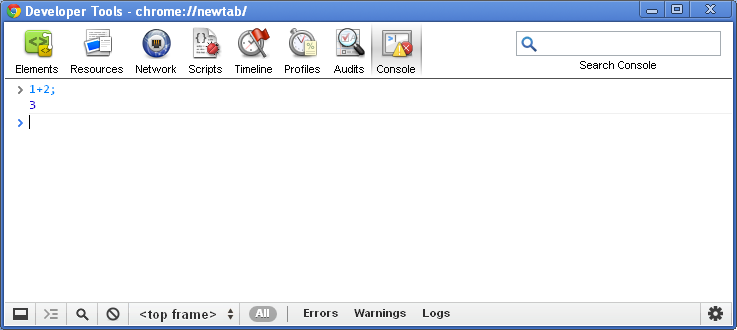 Developer Tools - chrome://newtab/
Elements Resources Network Scripts Timeline Profiles Audits Console
Search Console
> 1+2;
3
>
<top frame> All Errors Warnings Logs